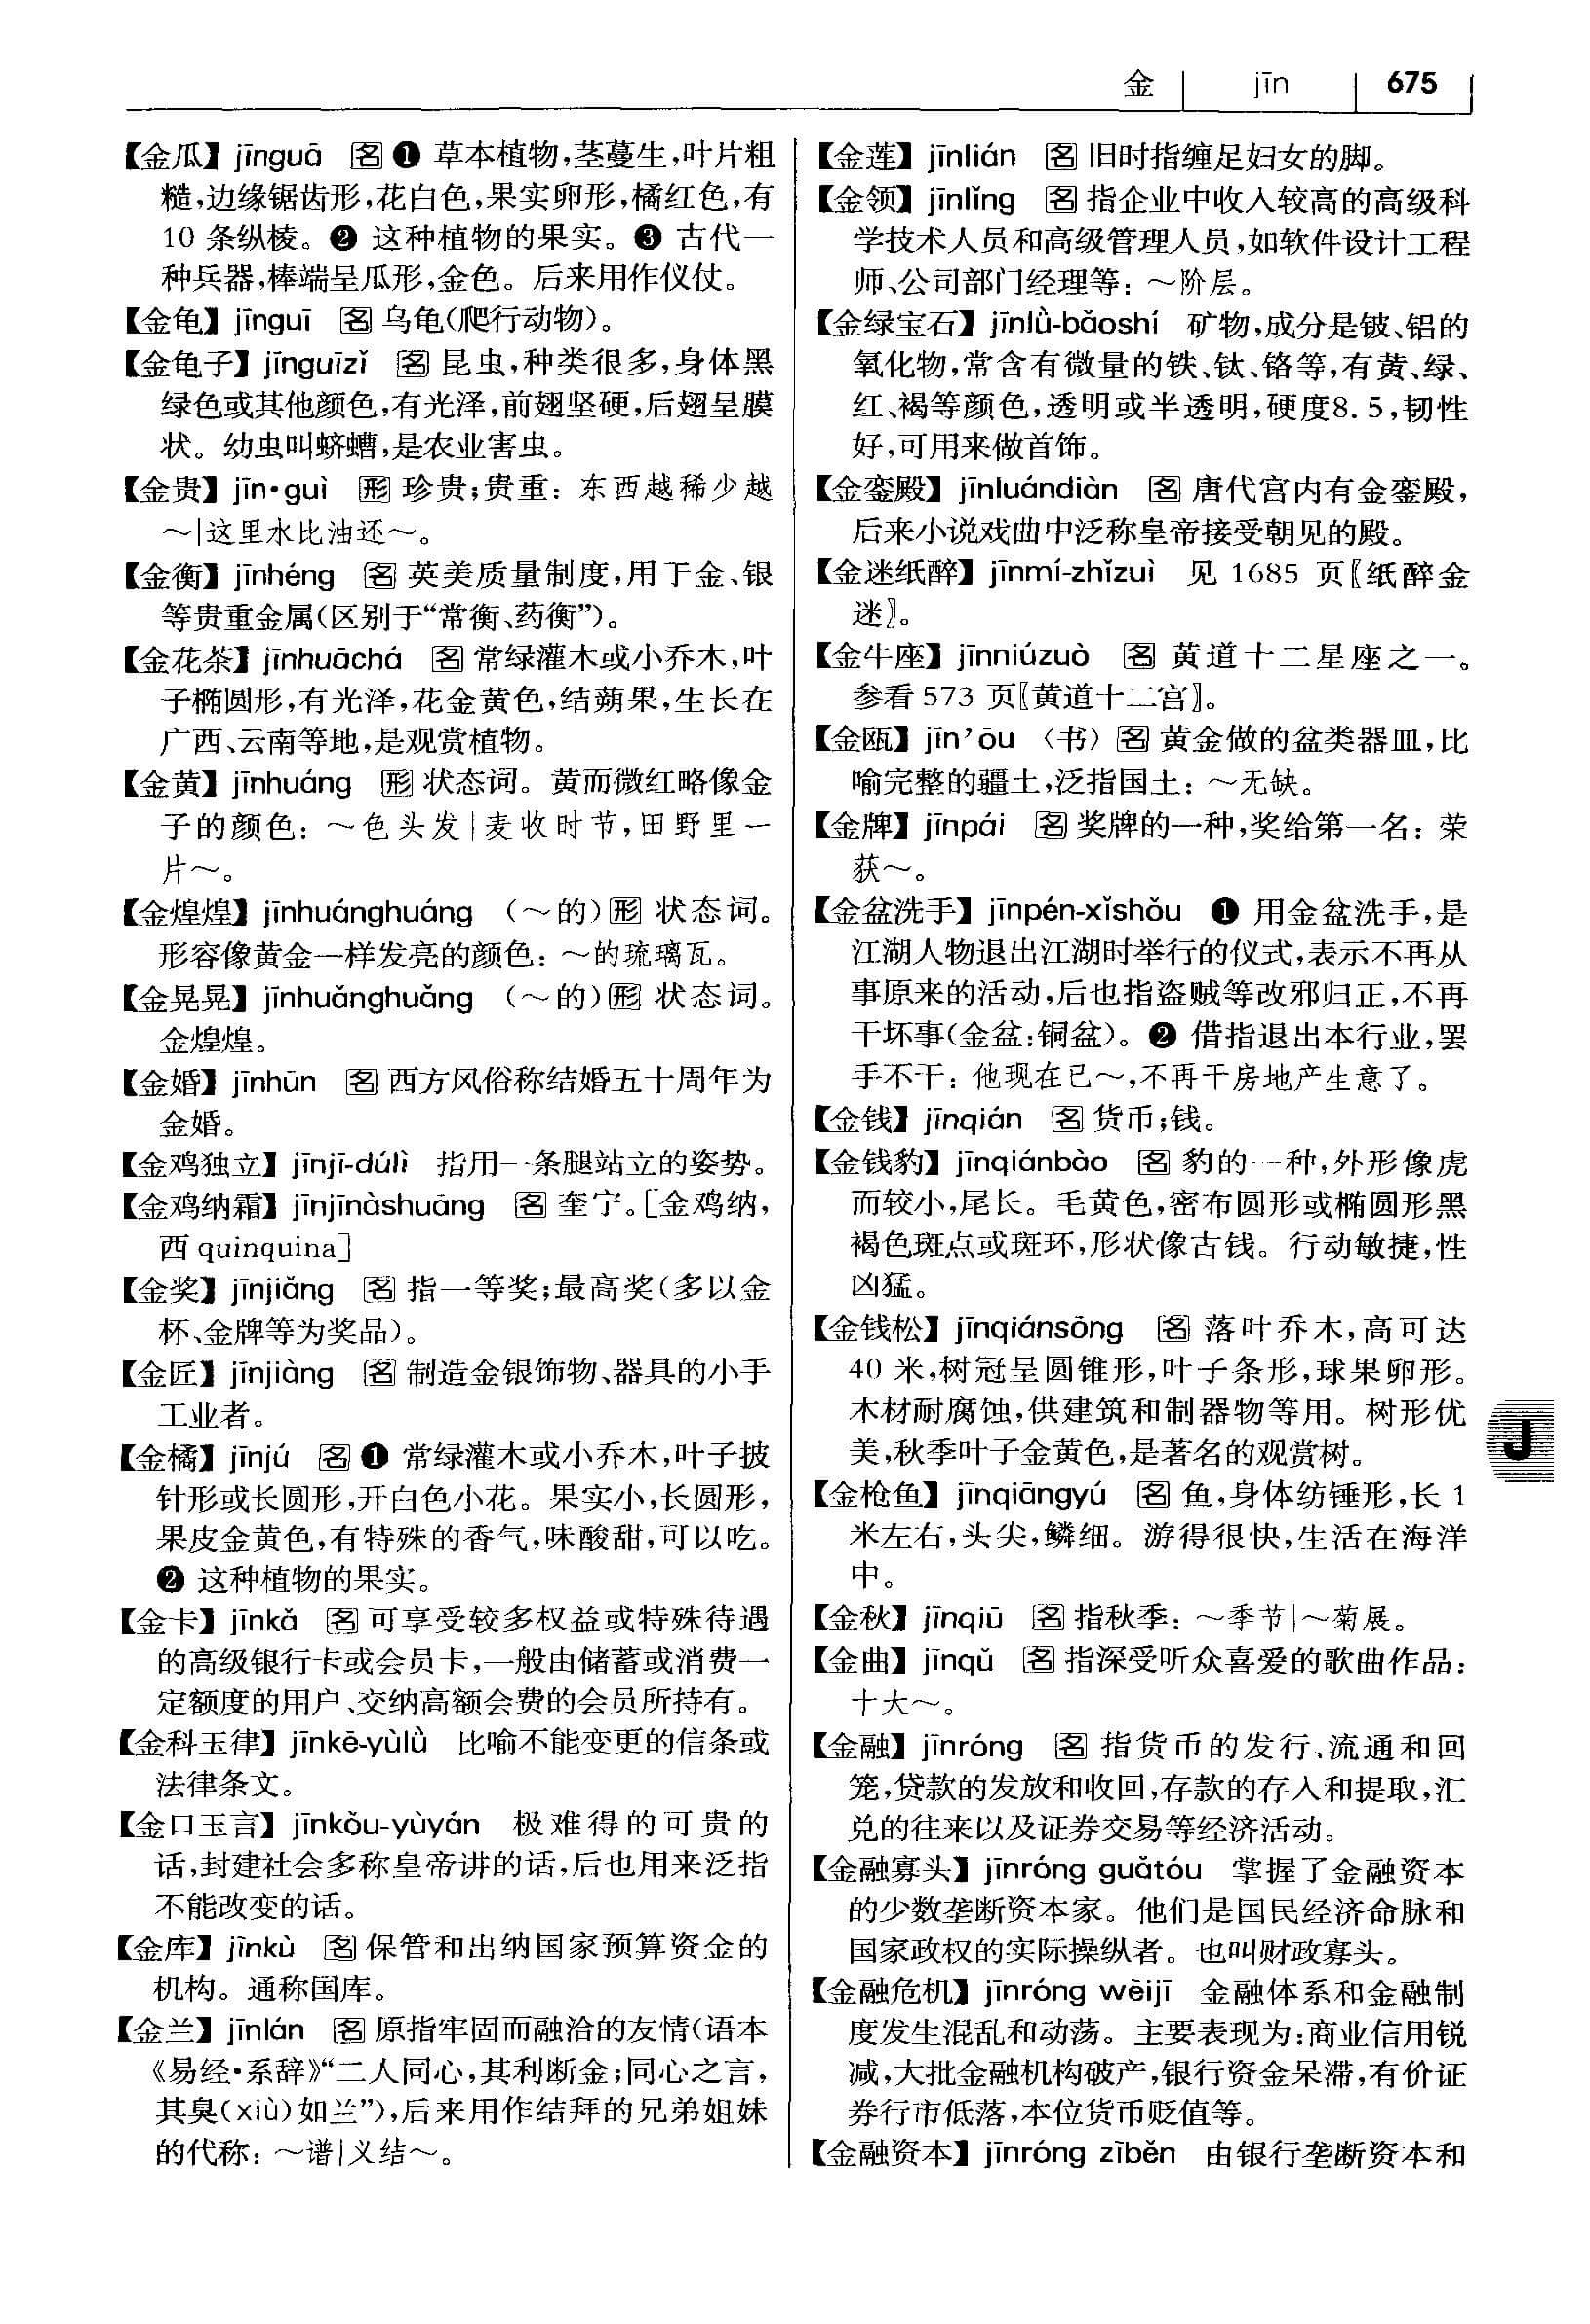 金 jīn 675
【金瓜】jīnguā 名 ❶ 草本植物，茎蔓生，叶片粗
糙，边缘锯齿形，花白色，果实卵形，橘红色，有
10 条纵棱。❷ 这种植物的果实。❸ 古代一
种兵器，棒端呈瓜形，金色。后来用作仪仗。
【金龟】jīnguī 名 乌龟（爬行动物）。
【金龟子】jīnguīzǐ 名 昆虫，种类很多，身体黑
绿色或其他颜色，有光泽，前翅坚硬，后翅呈膜
状。幼虫叫蛴螬，是农业害虫。
【金贵】jīn·guì 形 珍贵；贵重：东西越稀少越
～|这里水比油还～。
【金衡】jīnhéng 名 英美质量制度，用于金、银
等贵重金属（区别于“常衡、药衡”）。
【金花茶】jīnhuāchá 名 常绿灌木或小乔木，叶
子椭圆形，有光泽，花金黄色，结蒴果，生长在
广西、云南等地，是观赏植物。
【金黄】jīnhuáng 形 状态词。黄而微红略像金
子的颜色：～色头发|麦收时节，田野里一
片～。
【金煌煌】jīnhuánghuáng （～的）形 状态词。
形容像黄金一样发亮的颜色：～的琉璃瓦。
【金晃晃】jīnhuǎnghuǎng （～的）形 状态词。
金煌煌。
【金婚】jīnhūn 名 西方风俗称结婚五十周年为
金婚。
【金鸡独立】jīnjī-dúlì 指用一条腿站立的姿势。
【金鸡纳霜】jīnjīnàshuāng 名 奎宁。[金鸡纳，
西 quinquina]
【金奖】jīnjiǎng 名 指一等奖；最高奖（多以金
杯、金牌等为奖品）。
【金匠】jīnjiàng 名 制造金银饰物、器具的小手
工业者。
【金橘】jīnjú 名 ❶ 常绿灌木或小乔木，叶子披
针形或长圆形，开白色小花。果实小，长圆形，
果皮金黄色，有特殊的香气，味酸甜，可以吃。
❷ 这种植物的果实。
【金卡】jīnkǎ 名 可享受较多权益或特殊待遇
的高级银行卡或会员卡，一般由储蓄或消费一
定额度的用户、交纳高额会费的会员所持有。
【金科玉律】jīnkē-yùlǜ 比喻不能变更的信条或
法律条文。
【金口玉言】jīnkǒu-yùyán 极难得的可贵的
话，封建社会多称皇帝讲的话，后也用来泛指
不能改变的话。
【金库】jīnkù 名 保管和出纳国家预算资金的
机构。通称国库。
【金兰】jīnlán 名 原指牢固而融洽的友情（语本
《易经·系辞》“二人同心，其利断金；同心之言，
其臭（xiù）如兰”），后来用作结拜的兄弟姐妹
的代称：～谱|义结～。
【金莲】jīnlián 名 旧时指缠足妇女的脚。
【金领】jīnlǐng 名 指企业中收入较高的高级科
学技术人员和高级管理人员，如软件设计工程
师、公司部门经理等：～阶层。
【金绿宝石】jīnlǜ-bǎoshí 矿物，成分是铍、铝的
氧化物，常含有微量的铁、钛、铬等，有黄、绿、
红、褐等颜色，透明或半透明，硬度8.5，韧性
好，可用来做首饰。
【金銮殿】jīnluándiàn 名 唐代宫内有金銮殿，
后来小说戏曲中泛称皇帝接受朝见的殿。
【金迷纸醉】jīnmí-zhǐzuì 见 1685 页〖纸醉金
迷〗。
【金牛座】jīnniúzuò 名 黄道十二星座之一。
参看 573 页〖黄道十二宫〗。
【金瓯】jīn’ōu 〈书〉名 黄金做的盆类器皿，比
喻完整的疆土，泛指国土：～无缺。
【金牌】jīnpái 名 奖牌的一种，奖给第一名：荣
获～。
【金盆洗手】jīnpén-xǐshǒu ❶ 用金盆洗手，是
江湖人物退出江湖时举行的仪式，表示不再从
事原来的活动，后也指盗贼等改邪归正，不再
干坏事（金盆：铜盆）。❷ 借指退出本行业，罢
手不干：他现在已～，不再干房地产生意了。
【金钱】jīnqián 名 货币；钱。
【金钱豹】jīnqiánbào 名 豹的一种，外形像虎
而较小，尾长。毛黄色，密布圆形或椭圆形黑
褐色斑点或斑环，形状像古钱。行动敏捷，性
凶猛。
【金钱松】jīnqiánsōng 名 落叶乔木，高可达
40 米，树冠呈圆锥形，叶子条形，球果卵形。
木材耐腐蚀，供建筑和制器物等用。树形优
美，秋季叶子金黄色，是著名的观赏树。
【金枪鱼】jīnqiāngyú 名 鱼，身体纺锤形，长 1
米左右，头尖，鳞细。游得很快，生活在海洋
中。
【金秋】jīnqiū 名 指秋季：～季节|～菊展。
【金曲】jīnqǔ 名 指深受听众喜爱的歌曲作品：
十大～。
【金融】jīnróng 名 指货币的发行、流通和回
笼，贷款的发放和收回，存款的存入和提取，汇
兑的往来以及证券交易等经济活动。
【金融寡头】jīnróng guǎtóu 掌握了金融资本
的少数垄断资本家。他们是国民经济命脉和
国家政权的实际操纵者。也叫财政寡头。
【金融危机】jīnróng wēijī 金融体系和金融制
度发生混乱和动荡。主要表现为：商业信用锐
减，大批金融机构破产，银行资金呆滞，有价证
券行市低落，本位货币贬值等。
【金融资本】jīnróng zīběn 由银行垄断资本和
J